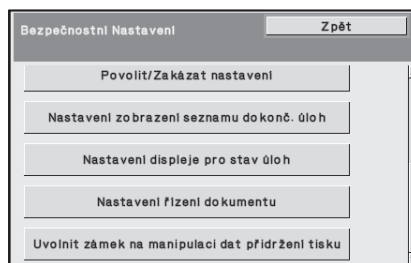 Bezpečnostní Nastavení
Zpět
Povolit/Zakázat nastavení
Nastavení zobrazení seznamu dokonč. úloh
Nastavení displeje pro stav úloh
Nastavení řízení dokumentu
Uvolnit zámek na manipulaci dat přidržení tisku